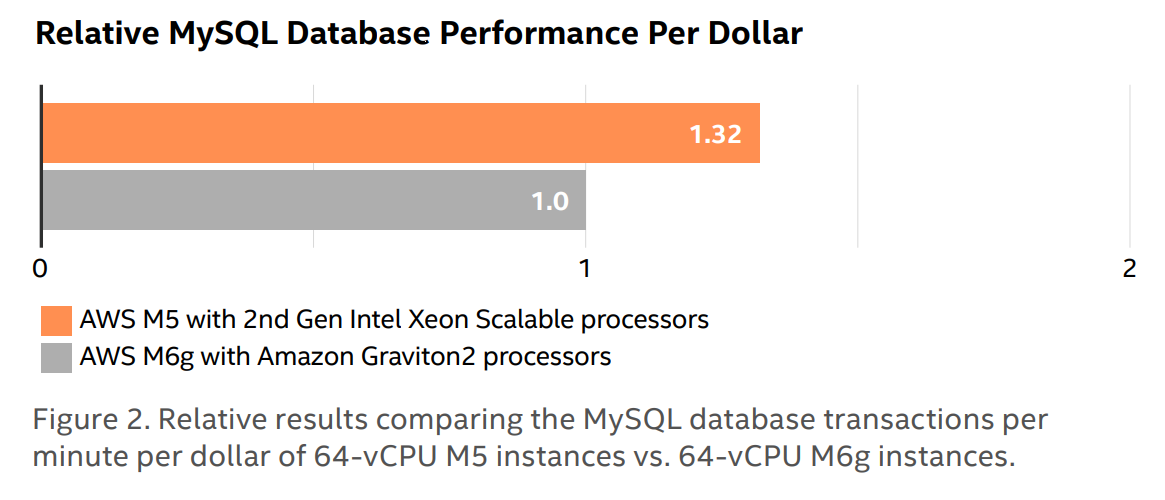 Relative MySQL Database Performance Per Dollar
1.32
1.0
0 1 2
AWS M5 with 2nd Gen Intel Xeon Scalable processors
AWS M6g with Amazon Graviton2 processors
Figure 2. Relative results comparing the MySQL database transactions per
minute per dollar of 64-vCPU M5 instances vs. 64-vCPU M6g instances.